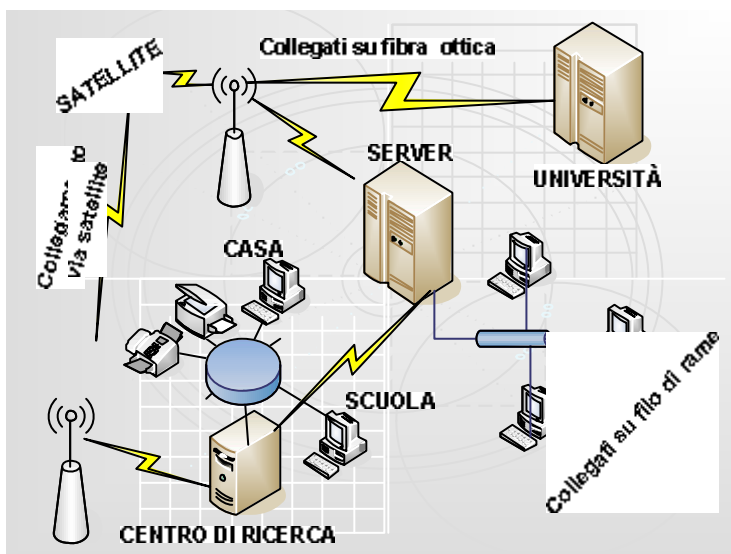 Collegati su fibra ottica
SATELLITE
SERVER
UNIVERSITÀ
via satellite
CASA
SCUOLA
Collegati su filo di rame
CENTRO DI RICERCA